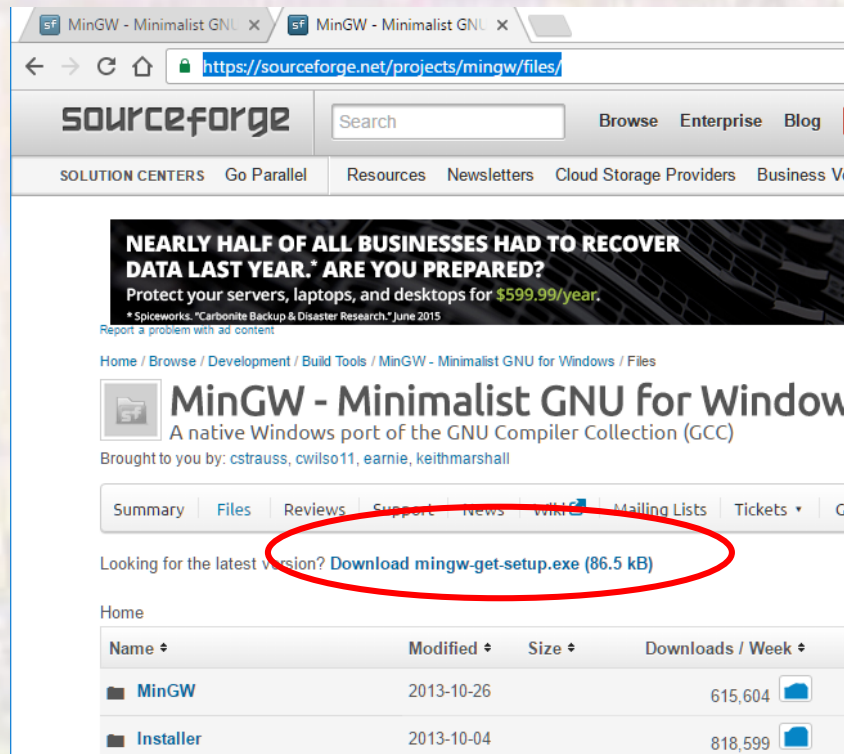 MinGW - Minimalist GNU MinGW - Minimalist GNU
https://sourceforge.net/projects/mingw/files/
sourceforge Search Browse Enterprise Blog
SOLUTION CENTERS Go Parallel Resources Newsletters Cloud Storage Providers Business
NEARLY HALF OF ALL BUSINESSES HAD TO RECOVER
DATA LAST YEAR.* ARE YOU PREPARED?
Protect your servers, laptops, and desktops for $599.99/year.
* Spiceworks. "Carbonite Backup & Disaster Research." June 2015
Report a problem with ad content
Home / Browse / Development / Build Tools / MinGW - Minimalist GNU for Windows / Files
sf MinGW - Minimalist GNU for Window
A native Windows port of the GNU Compiler Collection (GCC)
Brought to you by: cstrauss, cwilso11, earnie, keithmarshall
Summary Files Reviews Support News Wiki Mailing Lists Tickets
Looking for the latest version? Download mingw-get-setup.exe (86.5 kB)
Home
Name Modified Size Downloads / Week
MinGW 2013-10-26 615,604
Installer 2013-10-04 818,599